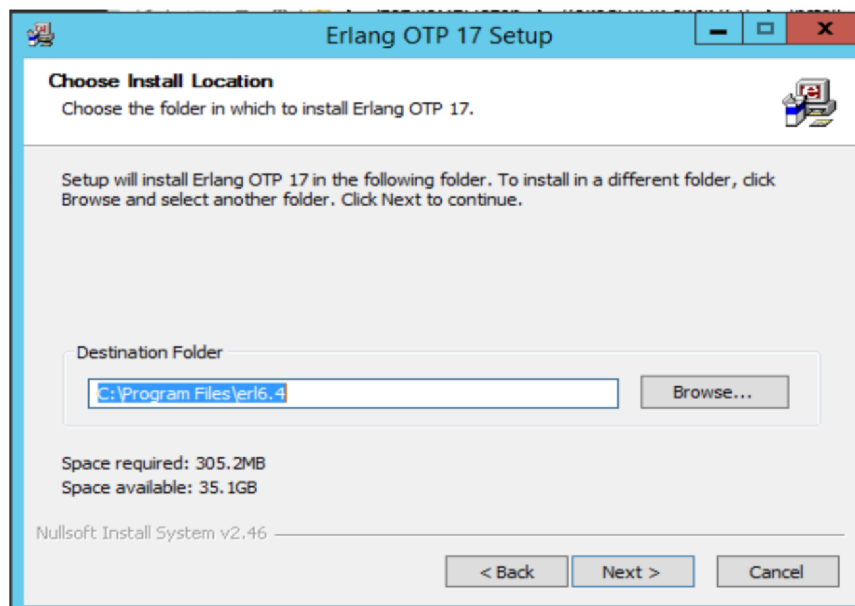 Erlang OTP 17 Setup
Choose Install Location
Choose the folder in which to install Erlang OTP 17.
Setup will install Erlang OTP 17 in the following folder. To install in a different folder, click
Browse and select another folder. Click Next to continue.
Destination Folder
C:\Program Files\erl6.4
Browse...
Space required: 305.2MB
Space available: 35.1GB
Nullsoft Install System v2.46
< Back
Next >
Cancel